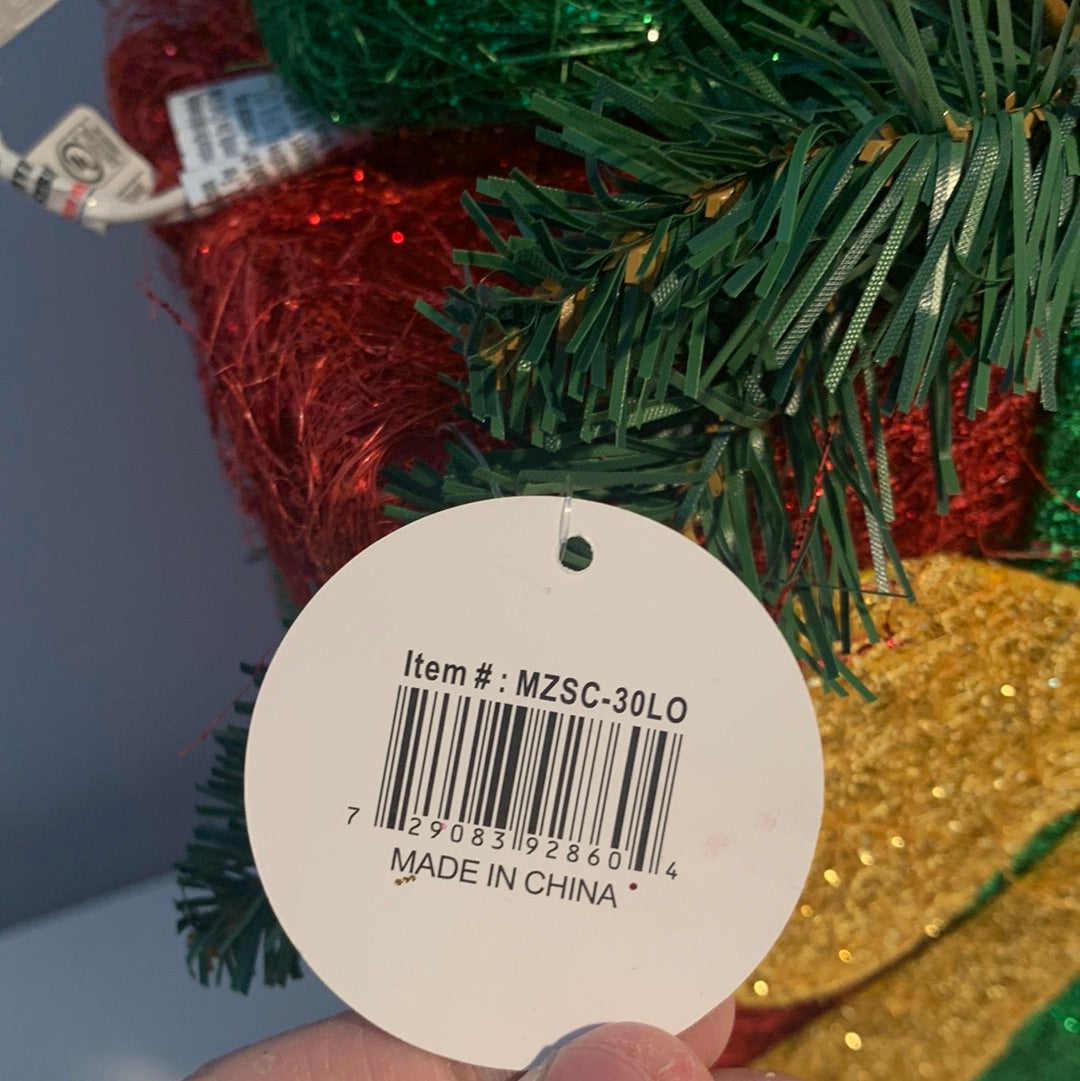 Item # : MZSC-30LO
7 29083 92860 4
MADE IN CHINA